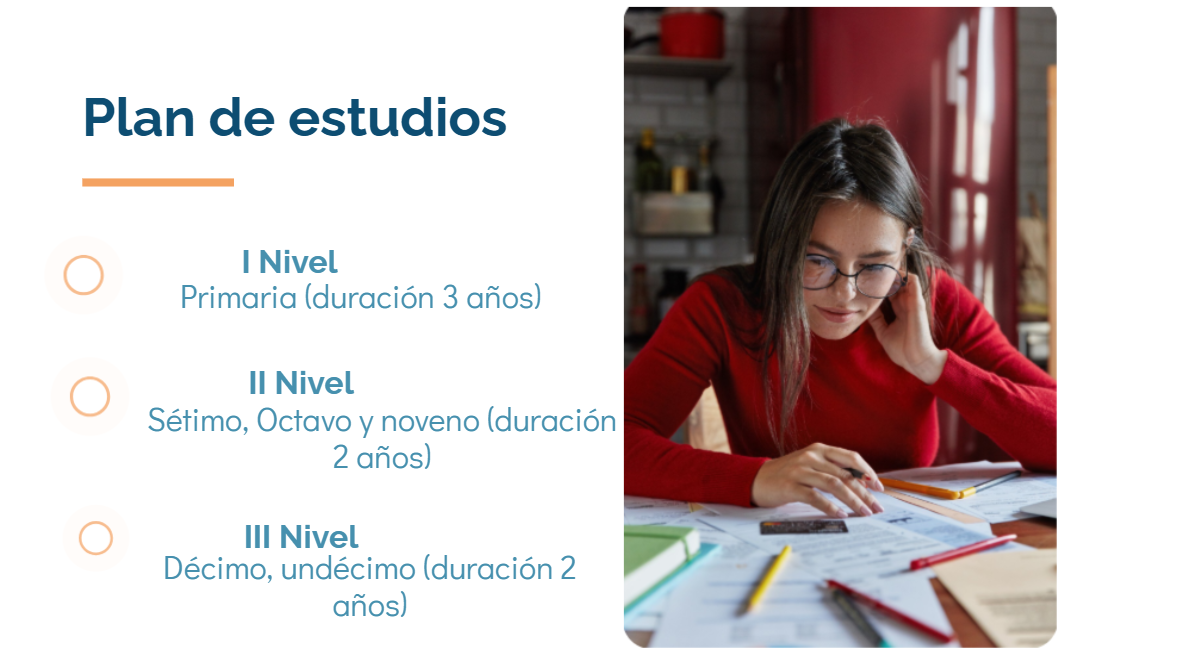 Plan de estudios
I Nivel
Primaria (duración 3 años)
II Nivel
Sétimo, Octavo y noveno (duración
2 años)
III Nivel
Décimo, undécimo (duración 2
años)